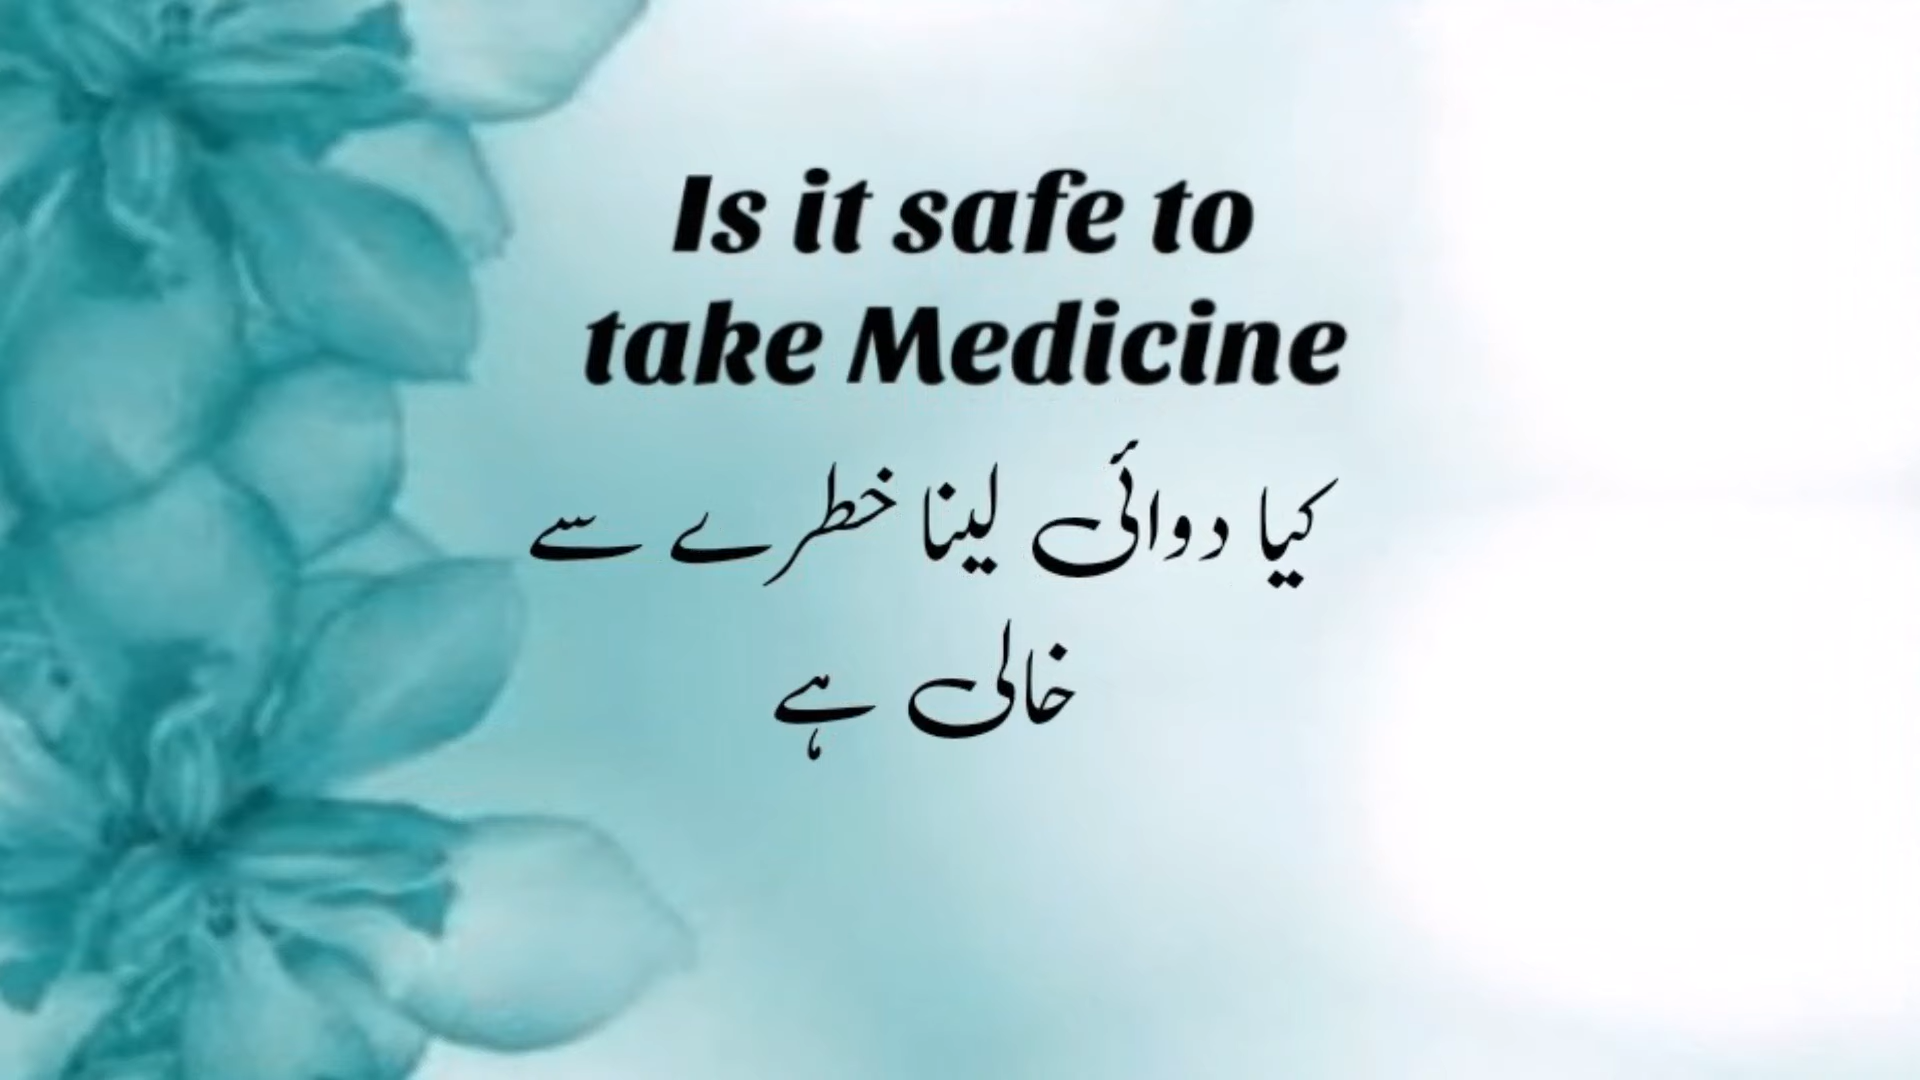 Is it safe to
take Medicine
کیا دوائی لینا خطرے سے
خالی ہے